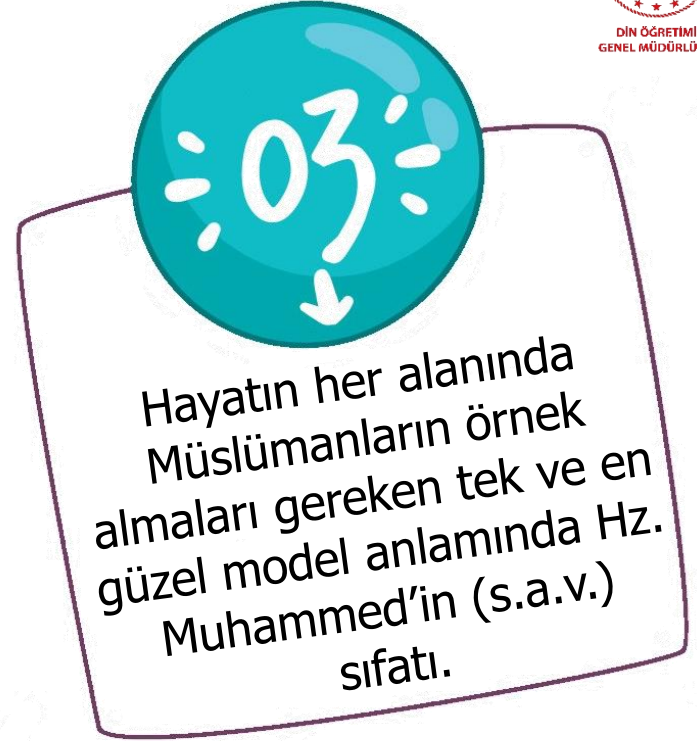 DİN ÖĞRETİMİ
GENEL MÜDÜRLÜ
03
Hayatın her alanında
Müslümanların örnek
almaları gereken tek ve en
güzel model anlamında Hz.
Muhammed’in (s.a.v.)
sıfatı.